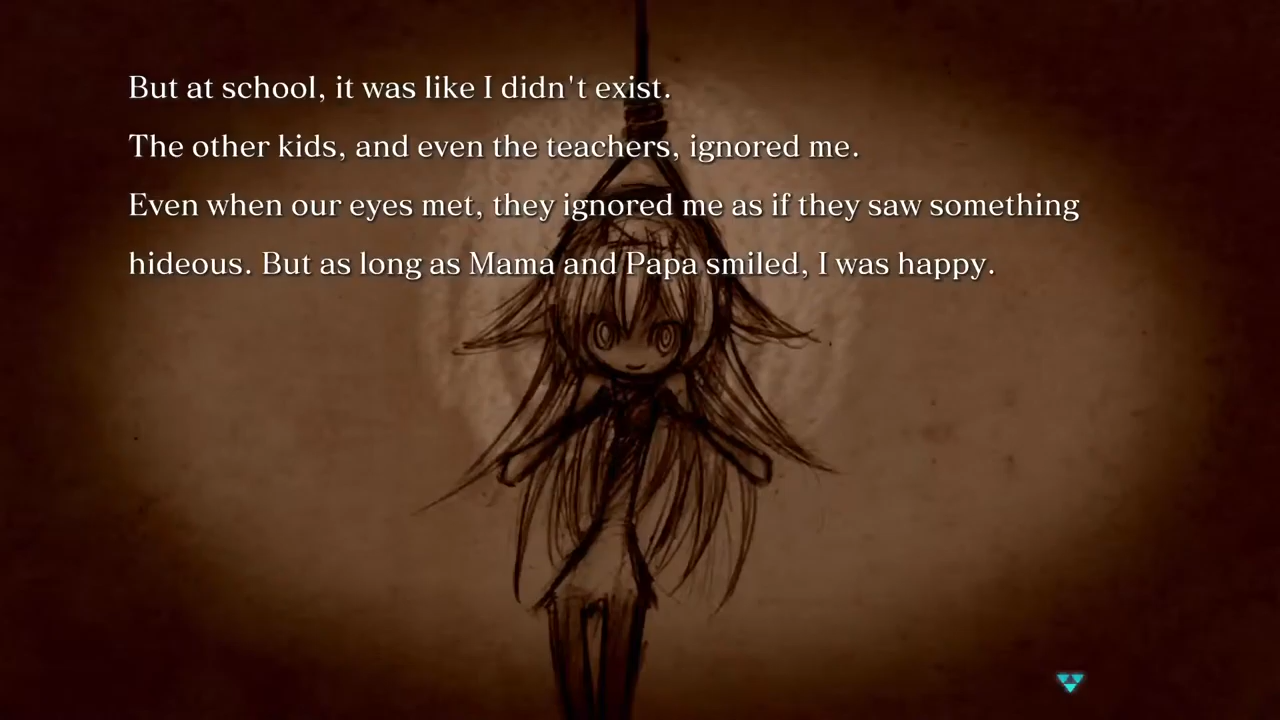 But at school, it was like I didn't exist.
The other kids, and even the teachers, ignored me.
Even when our eyes met, they ignored me as if they saw something
hideous. But as long as Mama and Papa smiled, I was happy.